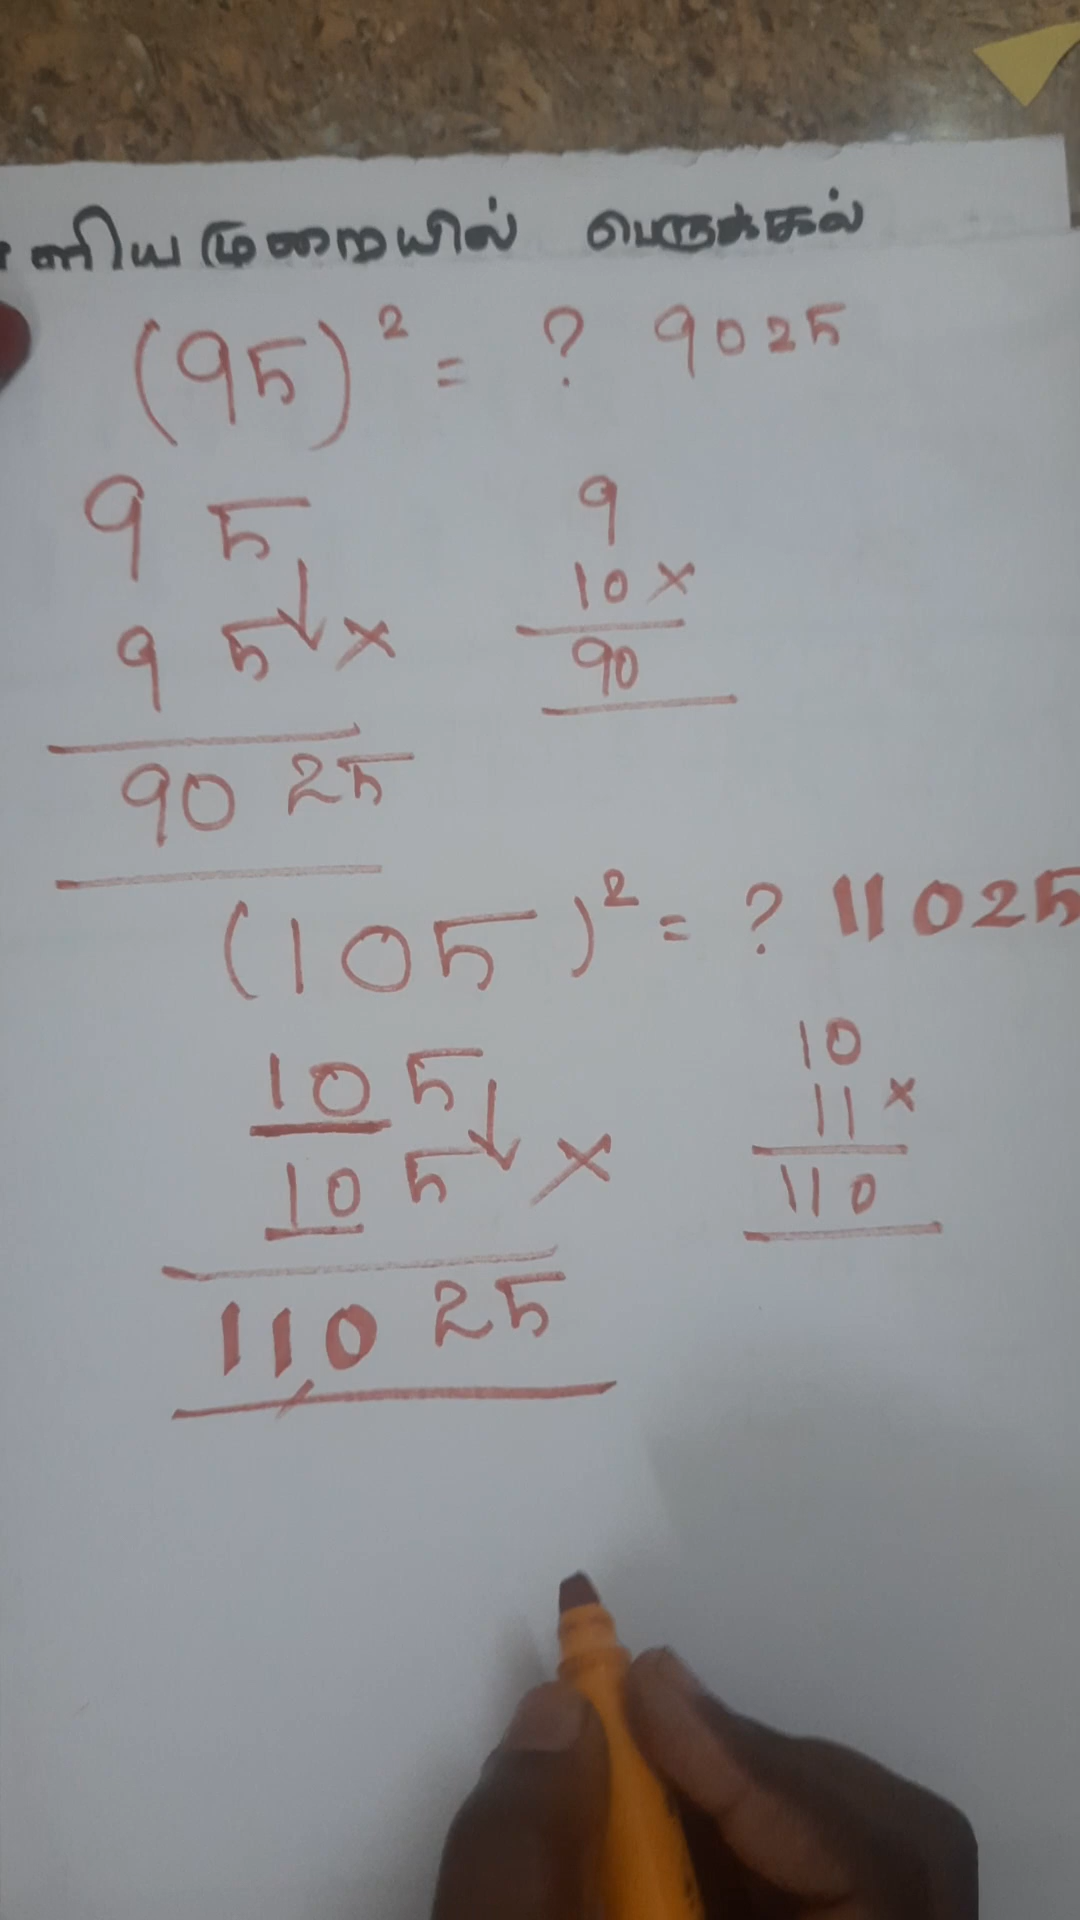 ளிய முறையில் பெருக்கல்
(95)² = ? 9025
9 5
9 5 ×
90 25
9
10 ×
90
(105)² = ? 11025
10 5
10 5 ×
110 25
10
11 ×
110